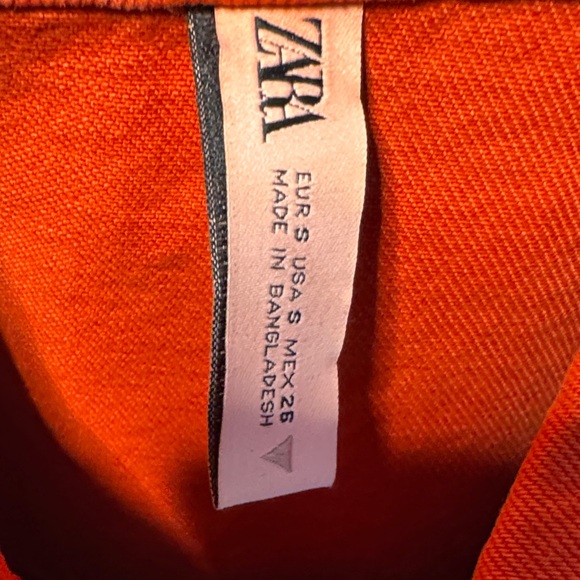 ZARA
EUR S USA S MEX 26
MADE IN BANGLADESH